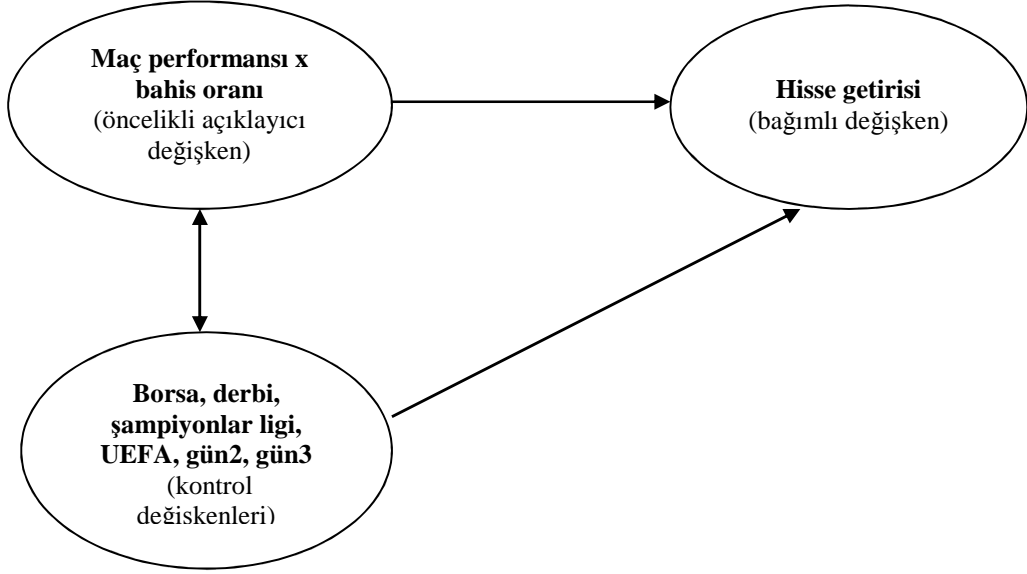 Maç performansı x
bahis oranı
(öncelikli açıklayıcı
değişken)
Hisse getirisi
(bağımlı değişken)
Borsa, derbi,
şampiyonlar ligi,
UEFA, gün2, gün3
(kontrol
değişkenleri)